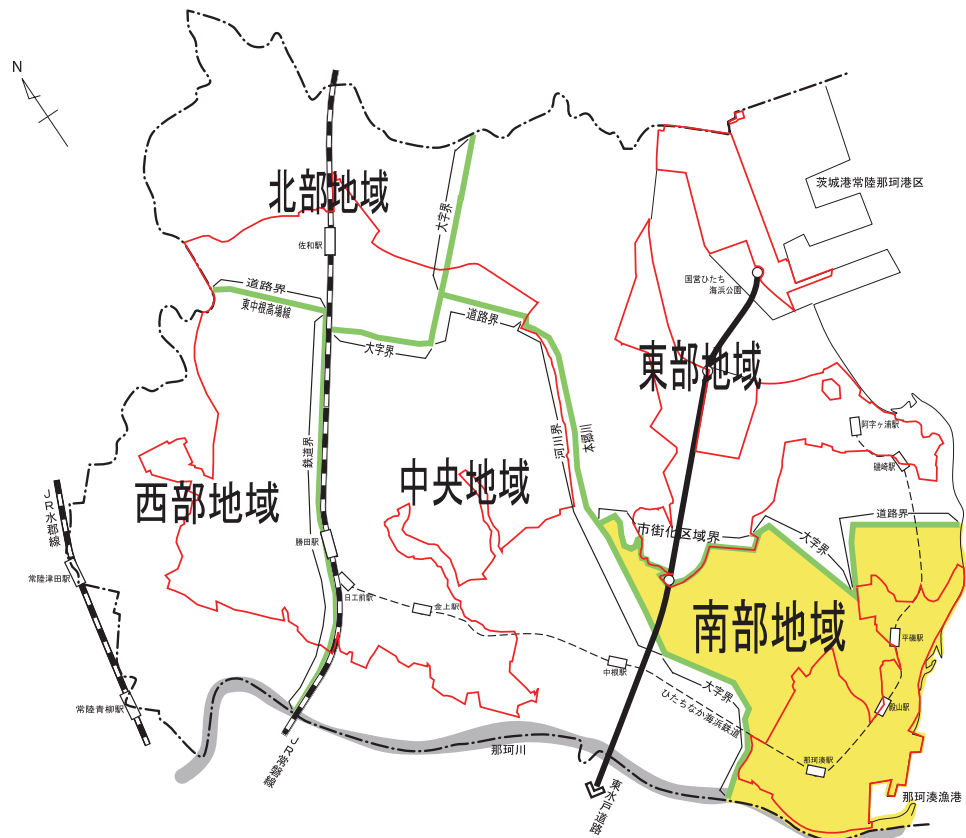 N
北部地域
佐和駅
大字界
茨城港常陸那珂港区
国営ひたち
海浜公園
道路界
東中根高場線
大字界
道路界
東部地域
鉄道界
河川界
本郷川
阿字ヶ浦駅
磯崎駅
西部地域
中央地域
JR水郡線
市街化区域界
大字界
道路界
勝田駅
常陸津田駅
日工前駅
金上駅
南部地域
平磯駅
中根駅
大字界
ひたちなか海浜鉄道
殿山駅
常陸青柳駅
JR常磐線
那珂川
那珂湊駅
東水戸道路
那珂湊漁港